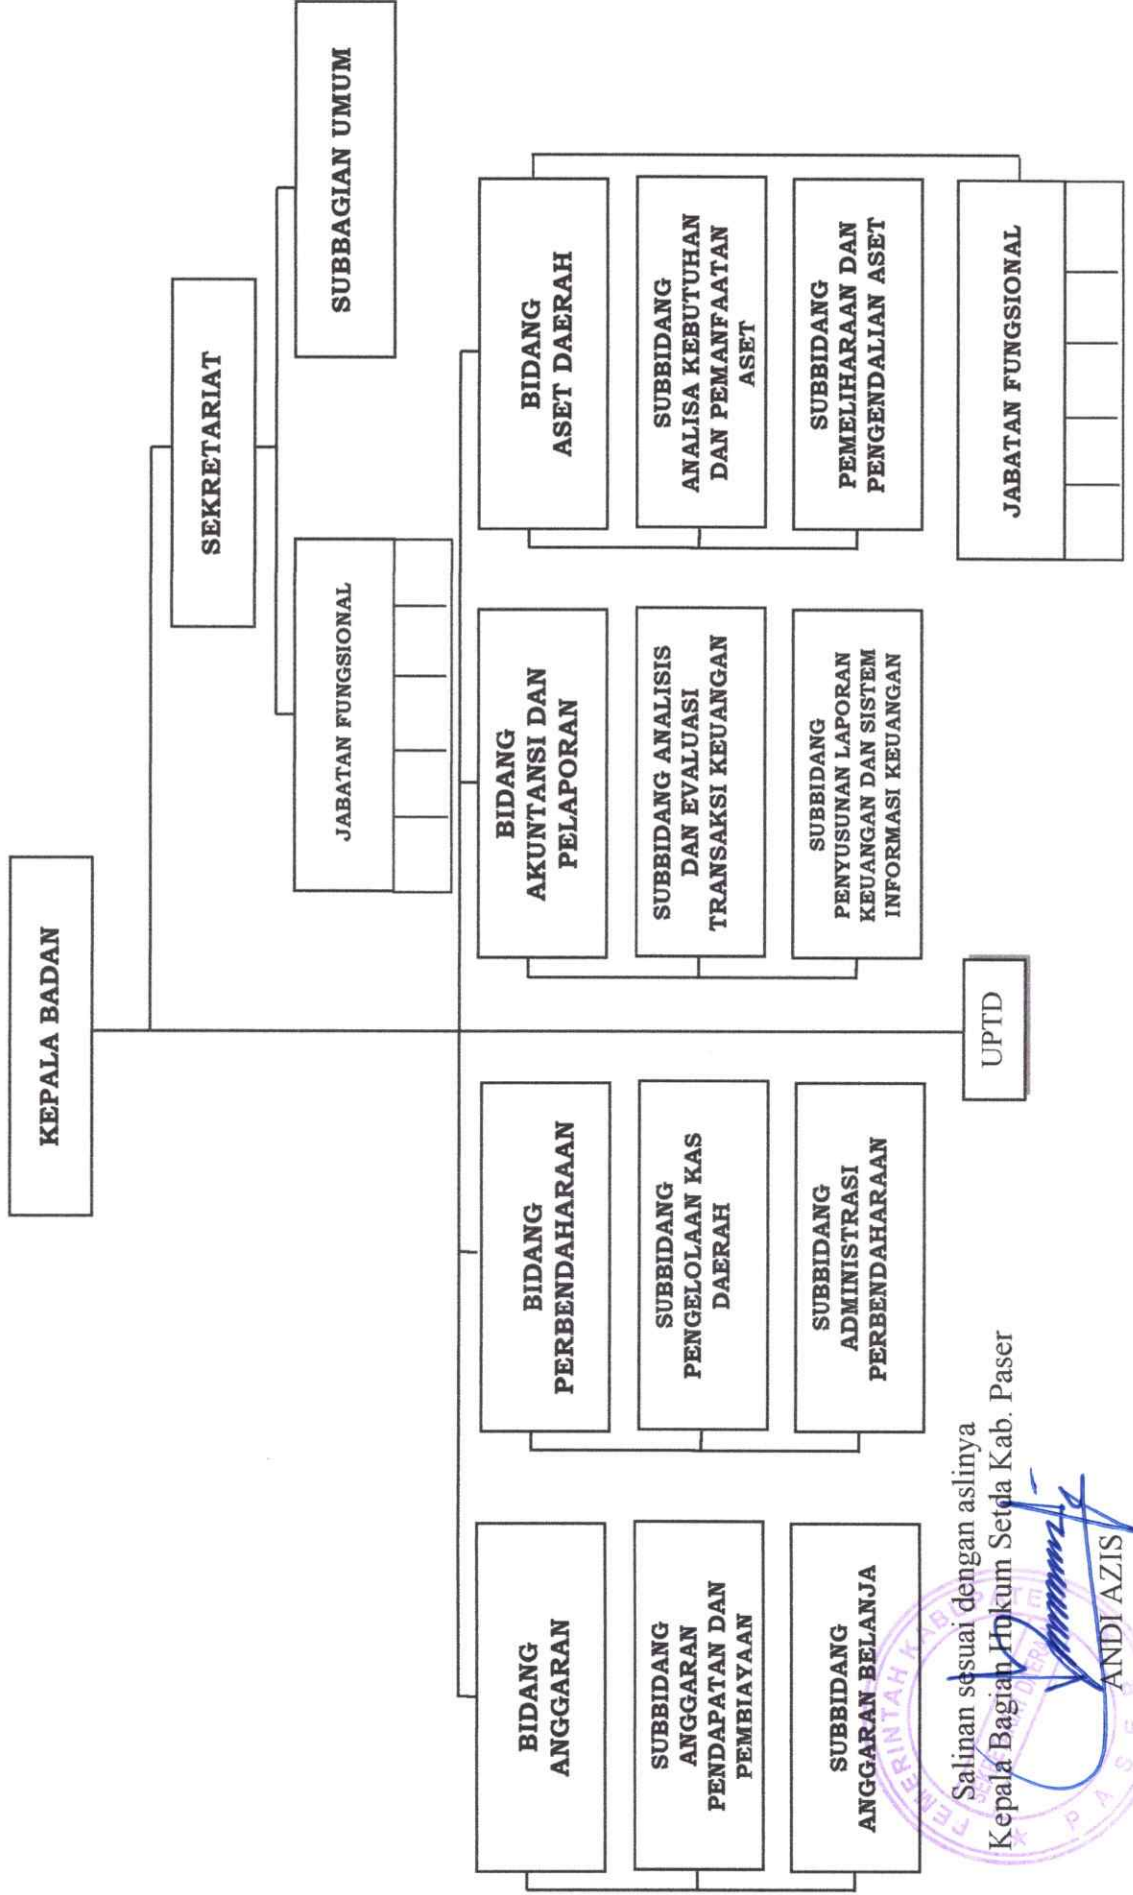 KEPALA BADAN
SEKRETARIAT
JABATAN FUNGSIONAL
SUBBAGIAN UMUM
BIDANG
ANGGARAN
BIDANG
PERBENDAHARAAN
BIDANG
AKUNTANSI DAN
PELAPORAN
BIDANG
ASET DAERAH
SUBBIDANG
ANGGARAN
PENDAPATAN DAN
PEMBIAYAAN
SUBBIDANG
PENGELOLAAN KAS
DAERAH
SUBBIDANG ANALISIS
DAN EVALUASI
TRANSAKSI KEUANGAN
SUBBIDANG
ANALISA KEBUTUHAN
DAN PEMANFAATAN
ASET
SUBBIDANG
ANGGARAN BELANJA
SUBBIDANG
ADMINISTRASI
PERBENDAHARAAN
SUBBIDANG
PENYUSUNAN LAPORAN
KEUANGAN DAN SISTEM
INFORMASI KEUANGAN
SUBBIDANG
PEMELIHARAAN DAN
PENGENDALIAN ASET
UPTD
JABATAN FUNGSIONAL
Salinan sesuai dengan aslinya
Kepala Bagian Hukum Setda Kab. Paser
ANDI AZIS
PEMERINTAH KABUPATE
PASE